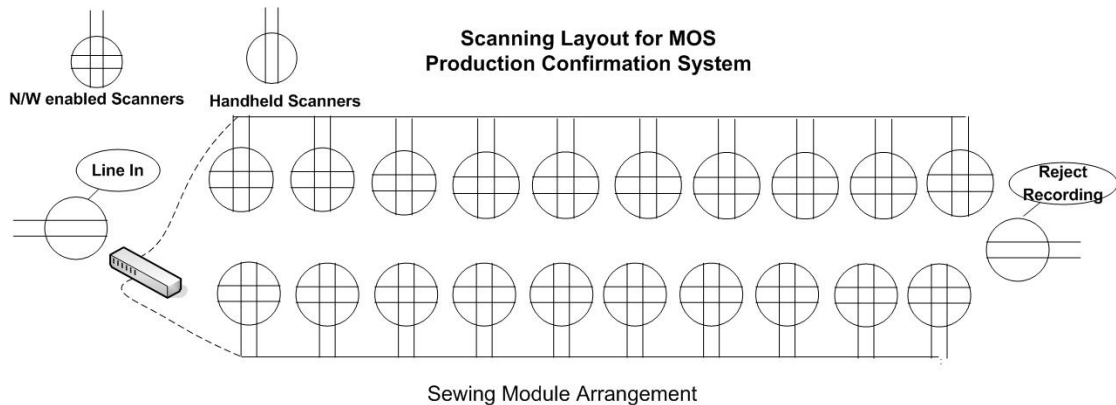 Scanning Layout for MOS
Production Confirmation System
N/W enabled Scanners
Handheld Scanners
Line In
Reject
Recording
Sewing Module Arrangement